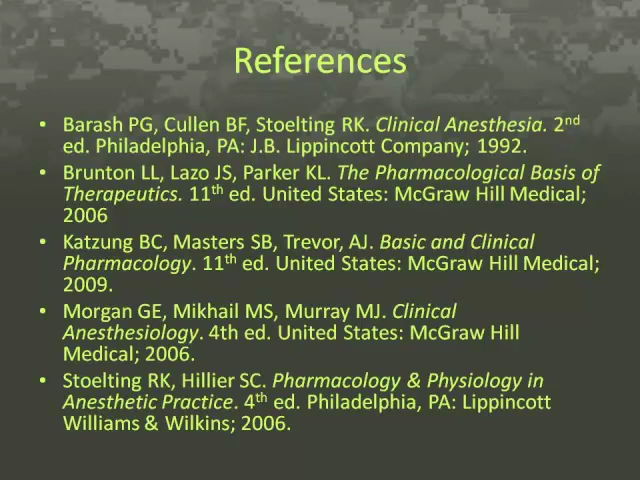 References
• Barash PG, Cullen BF, Stoelting RK. Clinical Anesthesia. 2nd
ed. Philadelphia, PA: J.B. Lippincott Company; 1992.
• Brunton LL, Lazo JS, Parker KL. The Pharmacological Basis of
Therapeutics. 11th ed. United States: McGraw Hill Medical;
2006
• Katzung BC, Masters SB, Trevor, AJ. Basic and Clinical
Pharmacology. 11th ed. United States: McGraw Hill Medical;
2009.
• Morgan GE, Mikhail MS, Murray MJ. Clinical
Anesthesiology. 4th ed. United States: McGraw Hill
Medical; 2006.
• Stoelting RK, Hillier SC. Pharmacology & Physiology in
Anesthetic Practice. 4th ed. Philadelphia, PA: Lippincott
Williams & Wilkins; 2006.